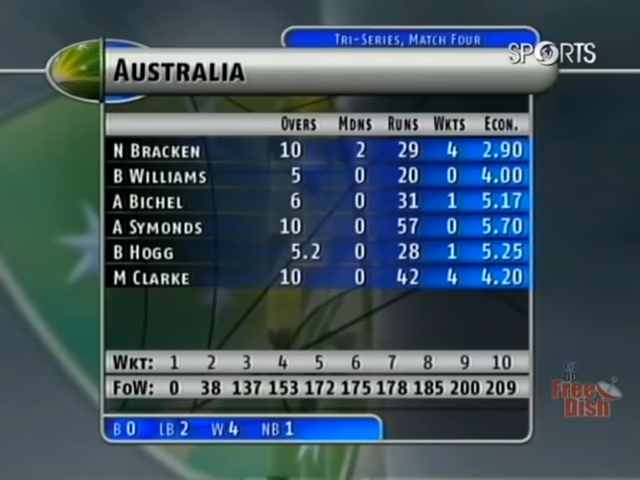 TRI-SERIES, MATCH FOUR
SPORTS
AUSTRALIA
OVERS MDNS RUNS WKTS ECON.
N BRACKEN 10 2 29 4 2.90
B WILLIAMS 5 0 20 0 4.00
A BICHEL 6 0 31 1 5.17
A SYMONDS 10 0 57 0 5.70
B HOGG 5.2 0 28 1 5.25
M CLARKE 10 0 42 4 4.20
WKT: 1 2 3 4 5 6 7 8 9 10
FOW: 0 38 137 153 172 175 178 185 200 209
B 0 LB 2 W 4 NB 1
Free
Dish